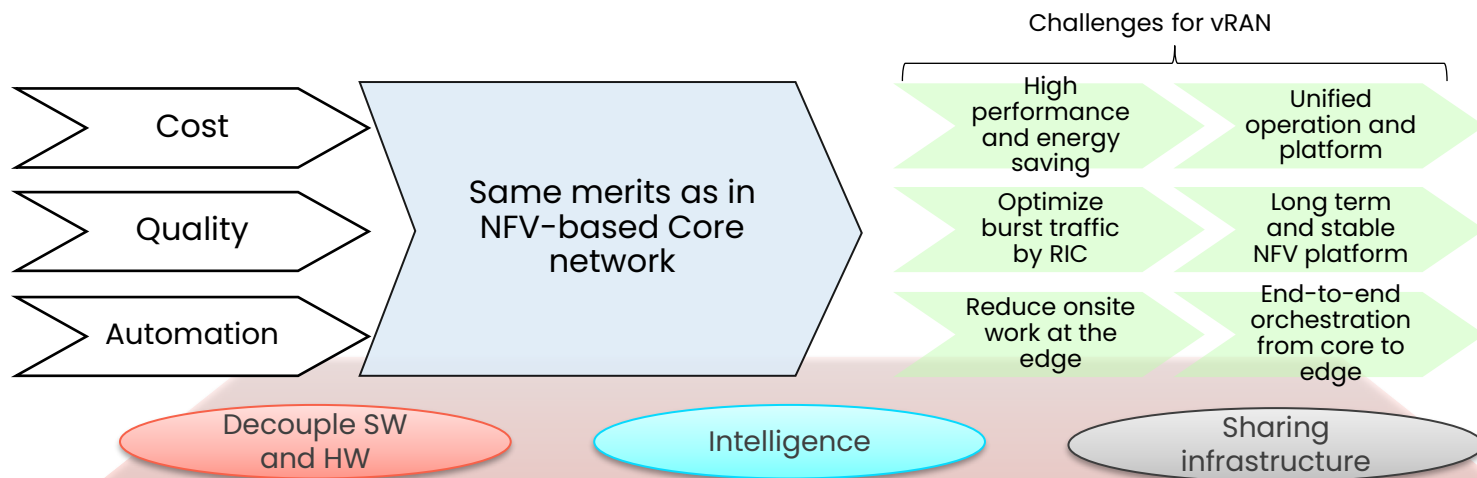 Challenges for vRAN
Cost
Quality
Automation
Same merits as in
NFV-based Core
network
High
performance
and energy
saving
Unified
operation and
platform
Optimize
burst traffic
by RIC
Long term
and stable
NFV platform
Reduce onsite
work at the
edge
End-to-end
orchestration
from core to
edge
Decouple SW
and HW
Intelligence
Sharing
infrastructure